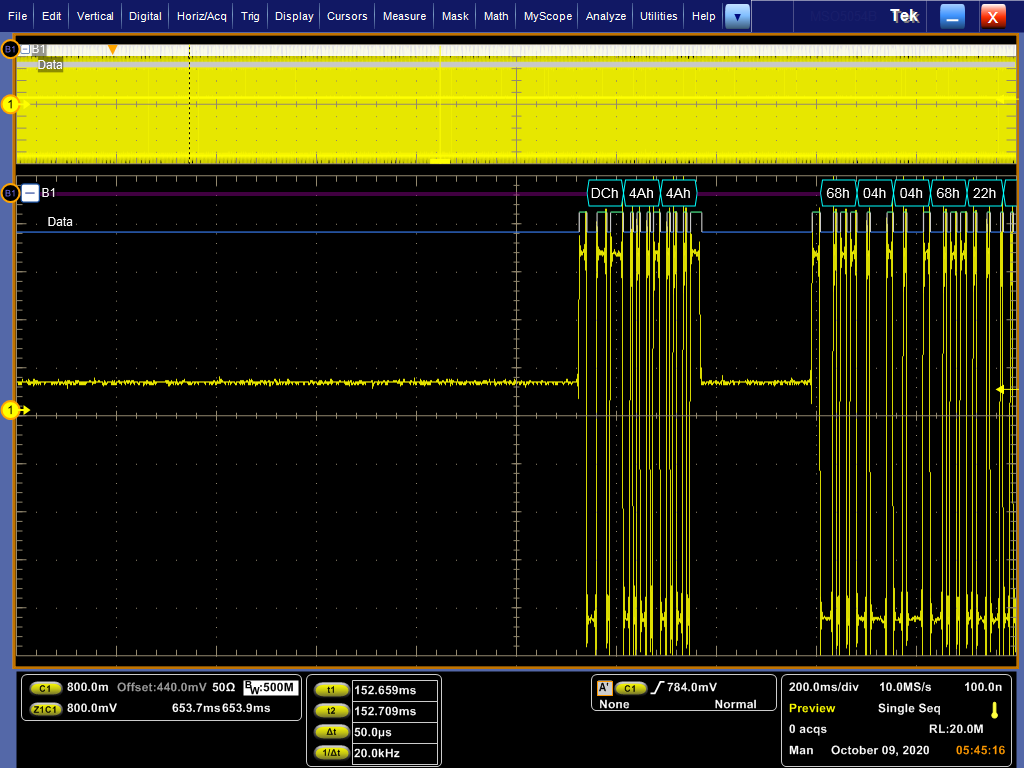 File Edit Vertical Digital Horiz/Acq Trig Display Cursors Measure Mask Math MyScope Analyze Utilities Help Tek X
B1 B1
Data
1
B1 B1 DCh 4Ah 4Ah 68h 04h 04h 68h 22h
Data
1
C1 800.0m Offset:440.0mV 50Ω BW:500M
Z1C1 800.0mV 653.7ms 653.9ms
t1 152.659ms
t2 152.709ms
Δt 50.0µs
1/Δt 20.0kHz
A' C1 784.0mV
None Normal
200.0ms/div 10.0MS/s 100.0n
Preview Single Seq
0 acqs RL:20.0M
Man October 09, 2020 05:45:16